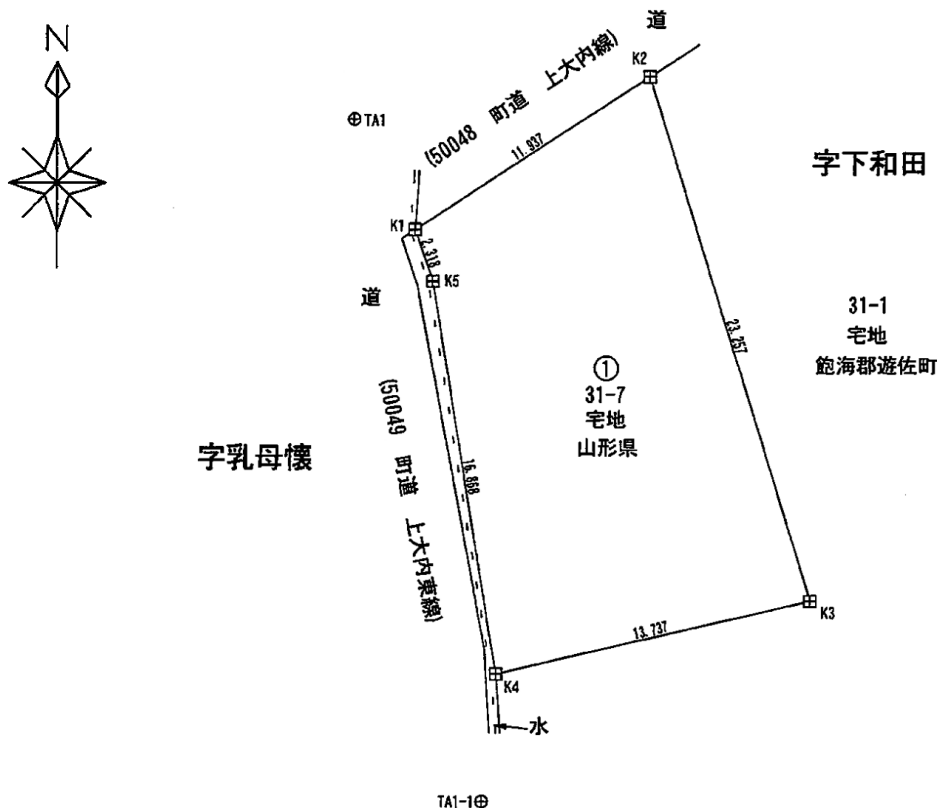 N
道
K2
TA1
(50048 町道 上大内線)
11.937
字下和田
K1
2.318
K5
道
31-1
宅地
飽海郡遊佐町
23.257
①
31-7
宅地
山形県
(50049 町道 上大内東線)
字乳母懐
16.868
K3
13.737
K4
水
TA1-1